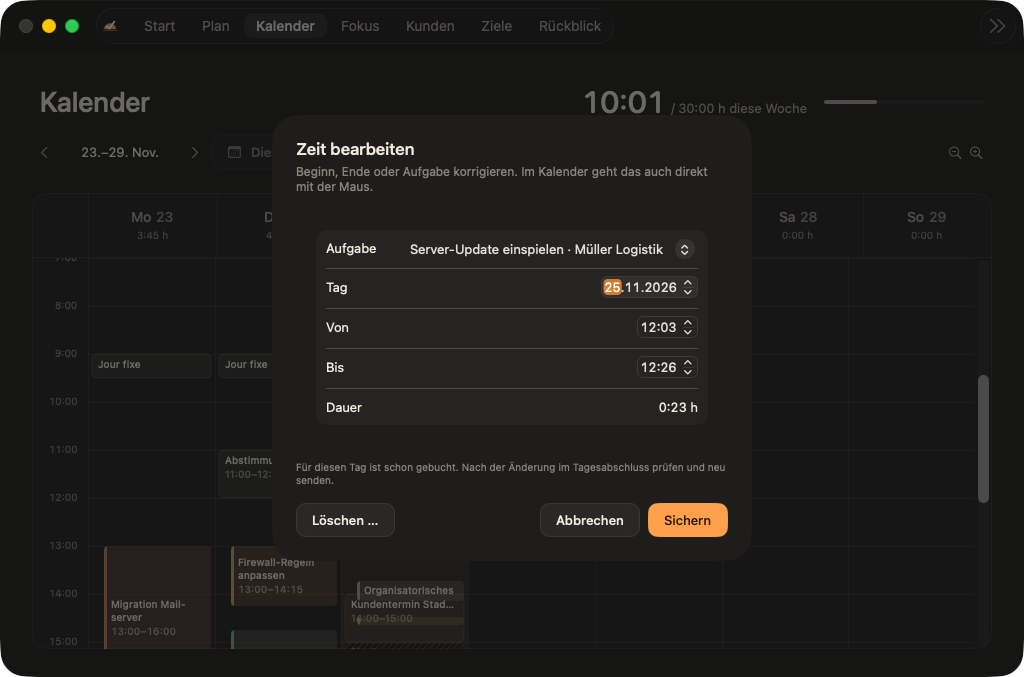 Start Plan Kalender Fokus Kunden Ziele Rückblick
Kalender
10:01 / 30:00 h diese Woche
23.–29. Nov.
Mo 23
3:45 h
Sa 28
0:00 h
So 29
0:00 h
Zeit bearbeiten
Beginn, Ende oder Aufgabe korrigieren. Im Kalender geht das auch direkt
mit der Maus.
Aufgabe Server-Update einspielen · Müller Logistik
Tag 25.11.2026
Von 12:03
Bis 12:26
Dauer 0:23 h
Für diesen Tag ist schon gebucht. Nach der Änderung im Tagesabschluss prüfen und neu
senden.
Löschen ... Abbrechen Sichern
8:00
9:00
10:00
11:00
12:00
13:00
14:00
15:00
Jour fixe
Jour fixe
11:00–12:
Migration Mail-
server
13:00–16:00
Firewall-Regeln
anpassen
13:00–14:15
Organisatorisches
Kundentermin Stad...
14:00–15:00